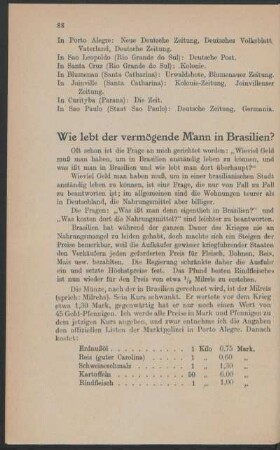 84
In Porto Alegre: Neue Deutsche Zeitung, Deutsches Volksblatt,
Vaterland, Deutsche Zeitung.
In Sao Leopoldo (Rio Grande do Sul): Deutsche Post.
In Santa Cruz (Rio Grande do Sul): Kolonie.
In Blumenau (Santa Catharina): Urwaldsbote, Blumenauer Zeitung.
In Joinville (Santa Catharina): Kolonie-Zeitung, Joinvillenser
Zeitung.
In Curityba (Parana): Die Zeit.
In Sao Paulo (Staat Sao Paulo): Deutsche Zeitung, Germania.
Wie lebt der vermögende Mann in Brasilien?
Oft schon ist die Frage an mich gerichtet worden: „Wieviel Geld
muß man haben, um in Brasilien anständig leben zu können, und
was ißt man in Brasilien und wie lebt man dort überhaupt?“
Wieviel Geld man haben muß, um in einer brasilianischen Stadt
anständig leben zu können, ist eine Frage, die nur von Fall zu Fall
zu beantworten ist; im allgemeinen sind die Wohnungen teurer als
in Deutschland, die Nahrungsmittel aber billiger.
Die Fragen: „Was ißt man denn eigentlich in Brasilien?“ und
„Was kosten dort die Nahrungsmittel?“ sind leichter zu beantworten.
Brasilien hat während der ganzen Dauer des Krieges nie an
Nahrungsmangel zu leiden gehabt, doch machte sich ein Steigen der
Preise bemerkbar, weil die Aufkäufer gewisser kriegführender Staaten
den Verkäufern jeden geforderten Preis für Fleisch, Bohnen, Reis,
Mais usw. bezahlten. Die Regierung schränkte daher die Ausfuhr
ein und setzte Höchstpreise fest. Das Pfund besten Rindfleisches
ist nun wieder für den Preis von etwa ¼ Milreis zu erstehen.
Die Münze, nach der in Brasilien gerechnet wird, ist der Milreis
(sprich: Milréis). Sein Kurs schwankt. Er wertete vor dem Krieg
etwa 1,30 Mark, gegenwärtig hat er nur noch einen Wert von
45 Gold-Pfennigen. Ich werde alle Preise in Mark und Pfennigen zu
dem jetzigen Kurs angeben, und zwar entnehme ich die Angaben
den offiziellen Listen der Marktpolizei in Porto Alegre. Danach
kostet:
Erdnußöl . . . . . . . 1 Kilo 0,75 Mark,
Reis (guter Carolina) . . . 1 „ 0,60 „
Schweineschmalz . . . . . 1 „ 1,30 „
Kartoffeln . . . . . . . 50 „ 6,00 „
Rindfleisch . . . . . . . 1 „ 1,00 „